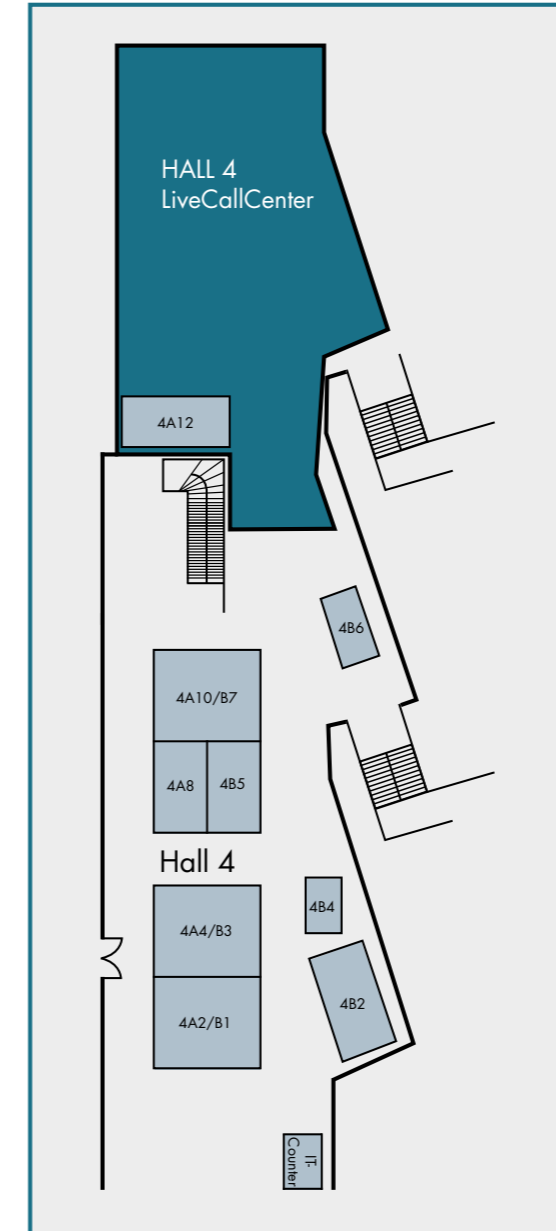 HALL 4
LiveCallCenter
4A12
4B6
4A10/B7
4A8
4B5
Hall 4
4B4
4A4/B3
4B2
4A2/B1
IT-
Counter